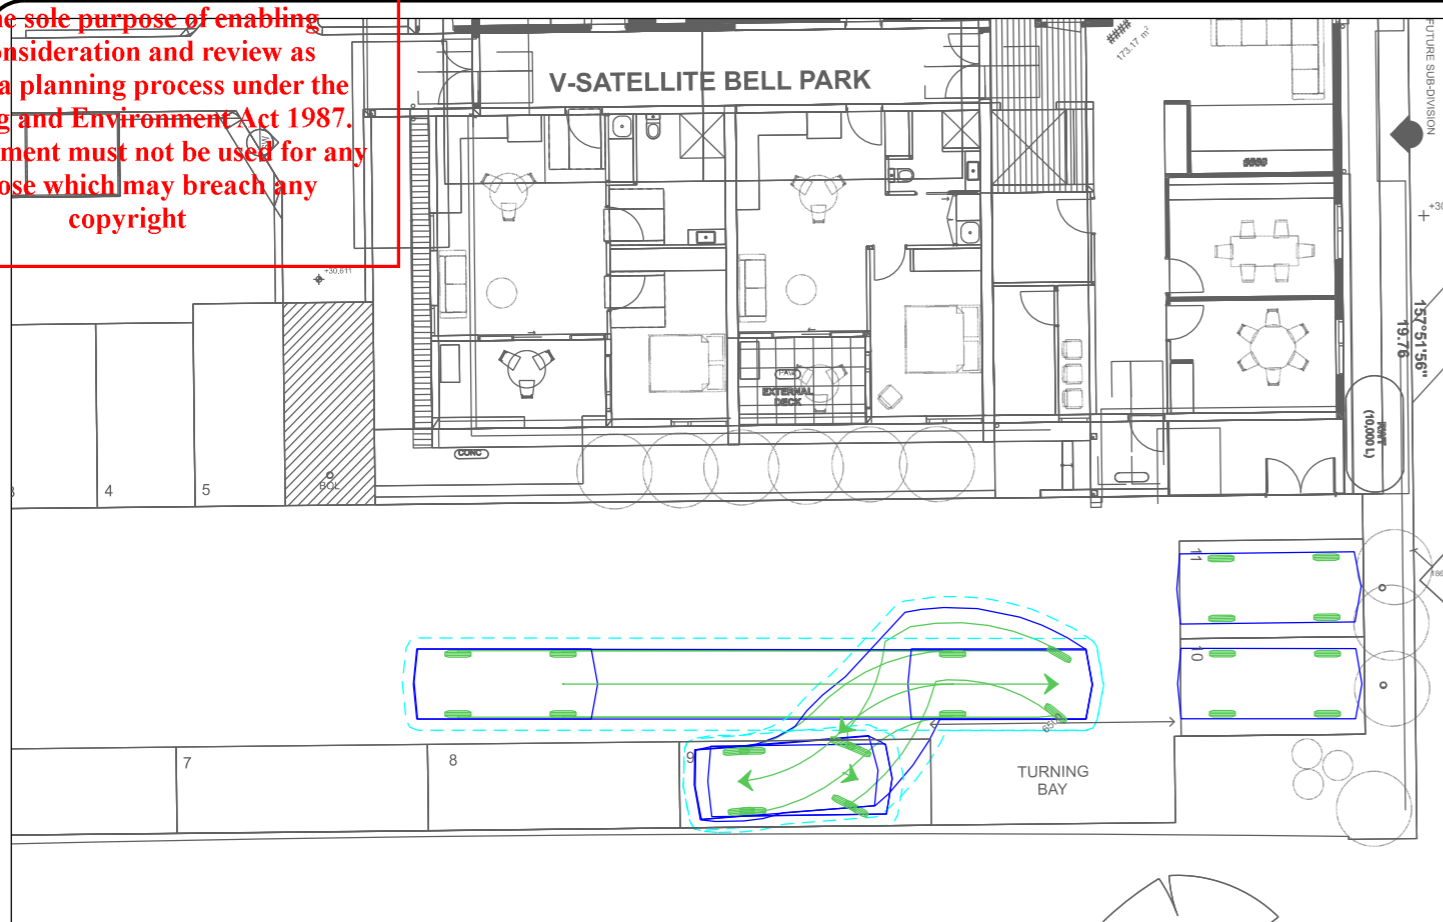 he sole purpose of enabling
onsideration and review as
a planning process under the
g and Environment Act 1987.
ment must not be used for any
ose which may breach any
copyright
V-SATELLITE BELL PARK
####
173.17 m²
FUTURE SUB-DIVISION
+30.611
+30
157°51'56"
19.76
(10,000 L)
EXTERNAL
DECK
CONC
BOL
4
5
11
10
7
8
9
TURNING
BAY